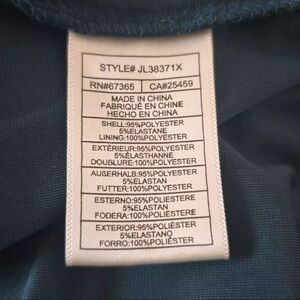 STYLE# JL38371X
RN#67365 CA#25459
MADE IN CHINA
FABRIQUÉ EN CHINE
HECHO EN CHINA
SHELL:95%POLYESTER
5%ELASTANE
LINING:100%POLYESTER
EXTÉRIEUR:95%POLYESTER
5%ÉLASTHANNE
DOUBLURE:100%POLYESTER
AUßERHALB:95%POLYESTER
5%ELASTAN
FUTTER:100%POLYESTER
ESTERNO:95%POLIESTERE
5%ELASTAN
FODERA:100%POLIESTERE
EXTERIOR:95%POLIÉSTER
5%ELASTANO
FORRO:100%POLIÉSTER